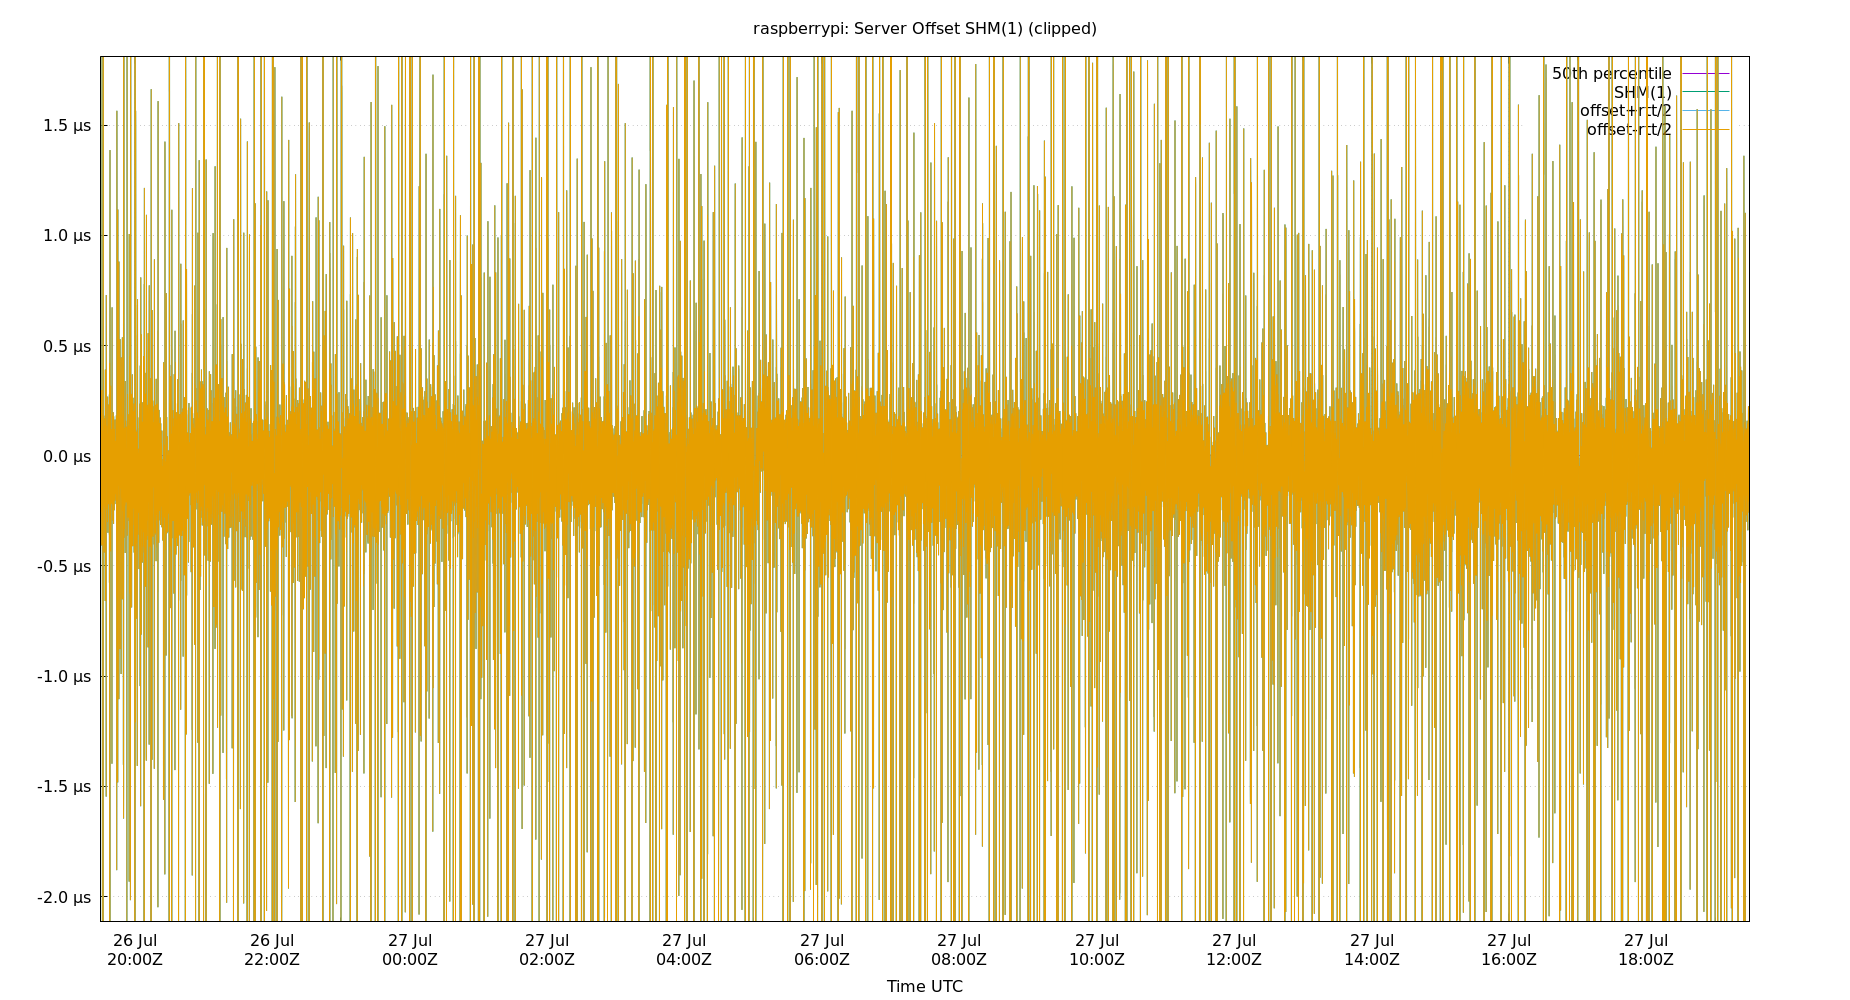 raspberrypi: Server Offset SHM(1) (clipped)
50th percentile
SHM(1)
offset+rtt/2
offset-rtt/2
1.5 µs
1.0 µs
0.5 µs
0.0 µs
-0.5 µs
-1.0 µs
-1.5 µs
-2.0 µs
26 Jul 26 Jul 27 Jul 27 Jul 27 Jul 27 Jul 27 Jul 27 Jul 27 Jul 27 Jul 27 Jul 27 Jul
20:00Z 22:00Z 00:00Z 02:00Z 04:00Z 06:00Z 08:00Z 10:00Z 12:00Z 14:00Z 16:00Z 18:00Z
Time UTC